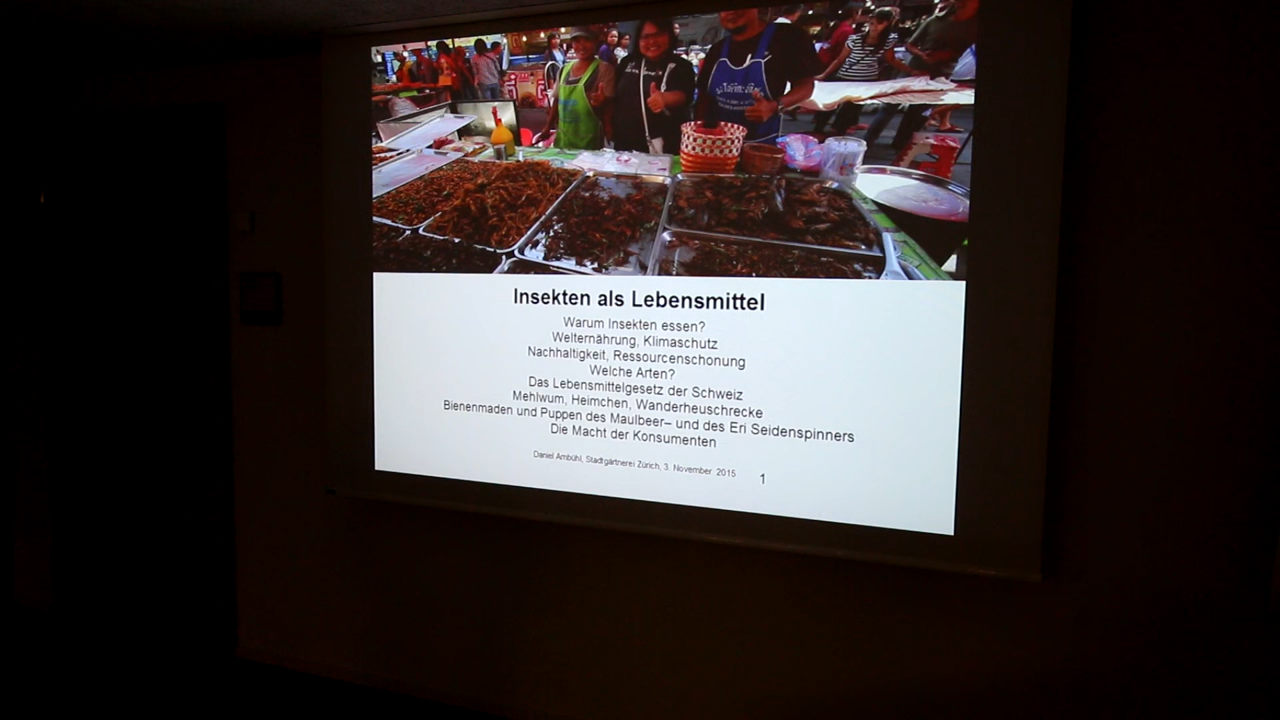 Insekten als Lebensmittel
Warum Insekten essen?
Welternährung, Klimaschutz
Nachhaltigkeit, Ressourcenschonung
Welche Arten?
Das Lebensmittelgesetz der Schweiz
Mehlwum, Heimchen, Wanderheuschrecke
Bienenmaden und Puppen des Maulbeer– und des Eri Seidenspinners
Die Macht der Konsumenten
Daniel Ambühl, Stadtgärtnerei Zürich, 3. November 2015
1